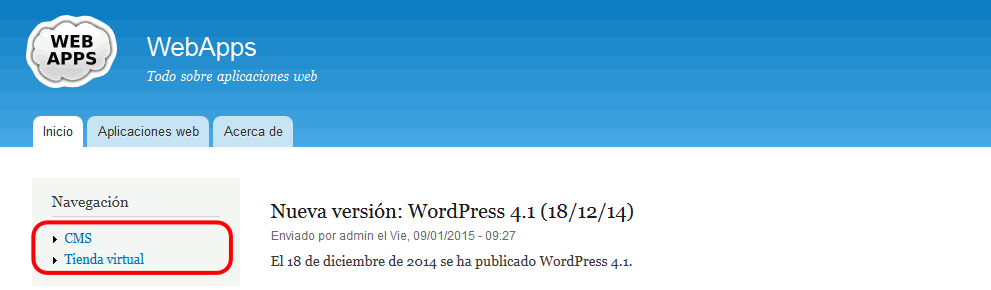 WEB
APPS
WebApps
Todo sobre aplicaciones web
Inicio
Aplicaciones web
Acerca de
Navegación
CMS
Tienda virtual
Nueva versión: WordPress 4.1 (18/12/14)
Enviado por admin el Vie, 09/01/2015 - 09:27
El 18 de diciembre de 2014 se ha publicado WordPress 4.1.